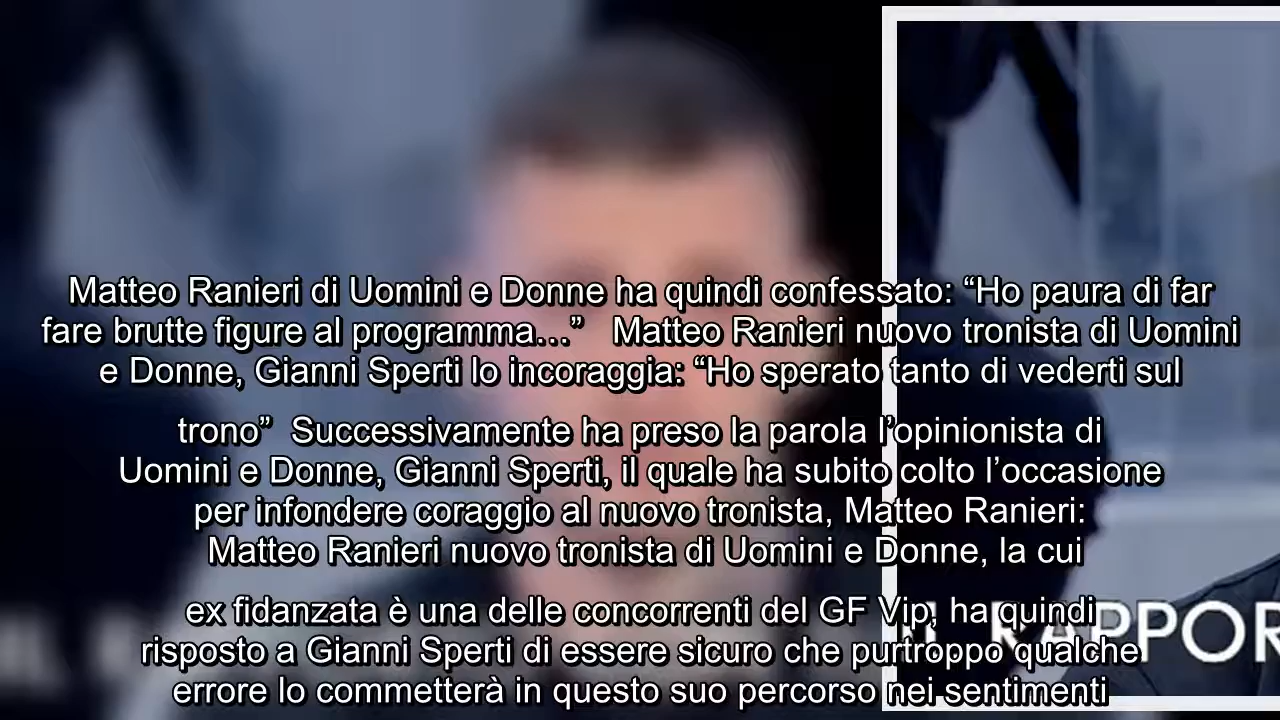 Matteo Ranieri di Uomini e Donne ha quindi confessato: “Ho paura di far
fare brutte figure al programma…”   Matteo Ranieri nuovo tronista di Uomini
e Donne, Gianni Sperti lo incoraggia: “Ho sperato tanto di vederti sul
trono”  Successivamente ha preso la parola l’opinionista di
Uomini e Donne, Gianni Sperti, il quale ha subito colto l’occasione
per infondere coraggio al nuovo tronista, Matteo Ranieri:
Matteo Ranieri nuovo tronista di Uomini e Donne, la cui
ex fidanzata è una delle concorrenti del GF Vip, ha quindi
risposto a Gianni Sperti di essere sicuro che purtroppo qualche
errore lo commetterà in questo suo percorso nei sentimenti
IL RAPPOR